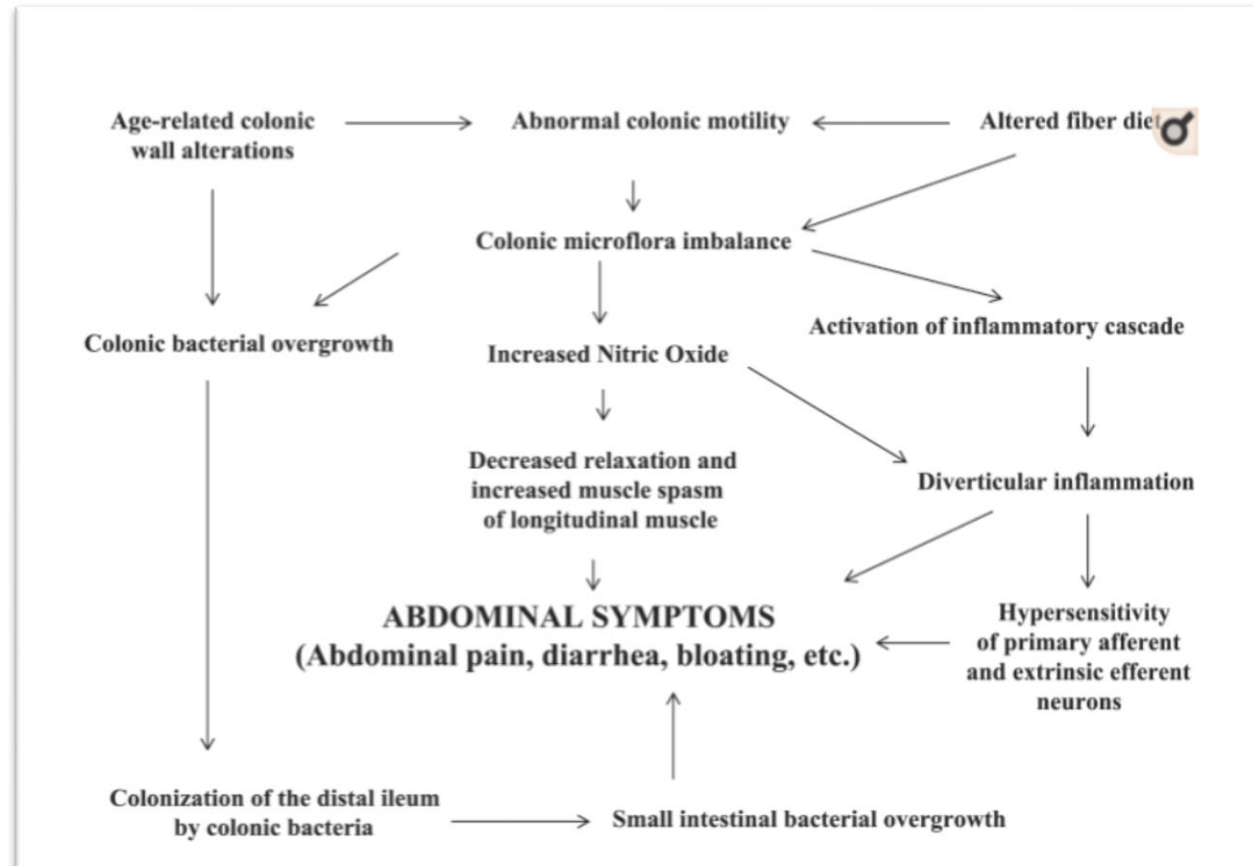 Age-related colonic
wall alterations
Abnormal colonic motility
Altered fiber diet
Colonic microflora imbalance
Colonic bacterial overgrowth
Increased Nitric Oxide
Activation of inflammatory cascade
Decreased relaxation and
increased muscle spasm
of longitudinal muscle
Diverticular inflammation
ABDOMINAL SYMPTOMS
(Abdominal pain, diarrhea, bloating, etc.)
Hypersensitivity
of primary afferent
and extrinsic efferent
neurons
Colonization of the distal ileum
by colonic bacteria
Small intestinal bacterial overgrowth